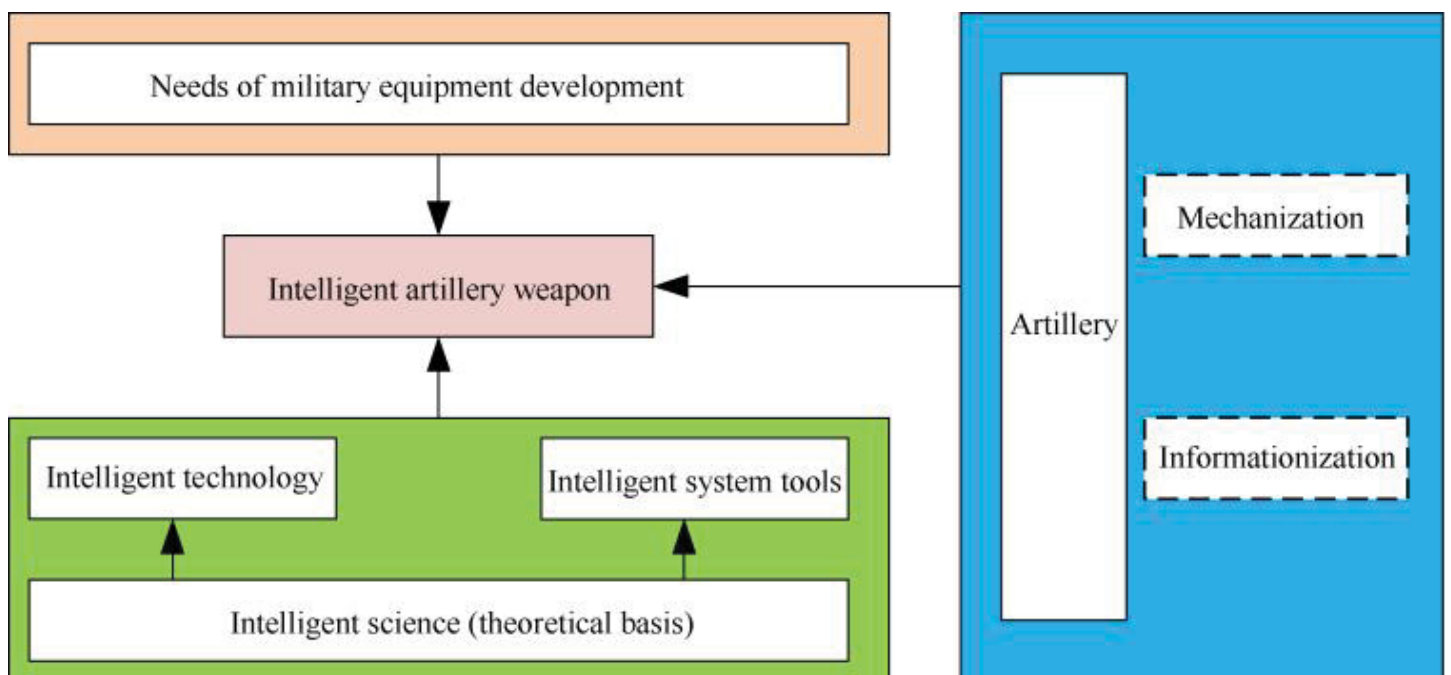 Needs of military equipment development
Intelligent artillery weapon
Intelligent technology
Intelligent system tools
Intelligent science (theoretical basis)
Artillery
Mechanization
Informationization